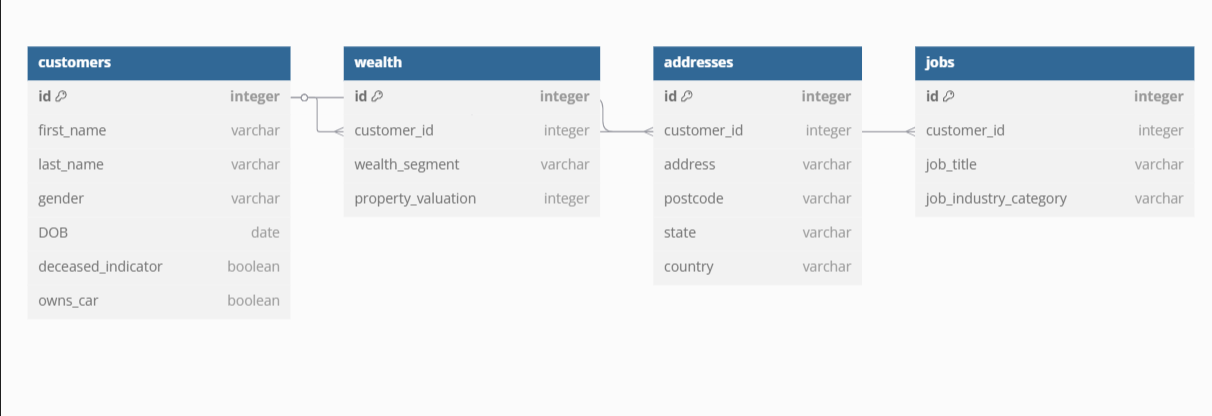 customers
id integer
first_name varchar
last_name varchar
gender varchar
DOB date
deceased_indicator boolean
owns_car boolean
wealth
id integer
customer_id integer
wealth_segment varchar
property_valuation integer
addresses
id integer
customer_id integer
address varchar
postcode varchar
state varchar
country varchar
jobs
id integer
customer_id integer
job_title varchar
job_industry_category varchar